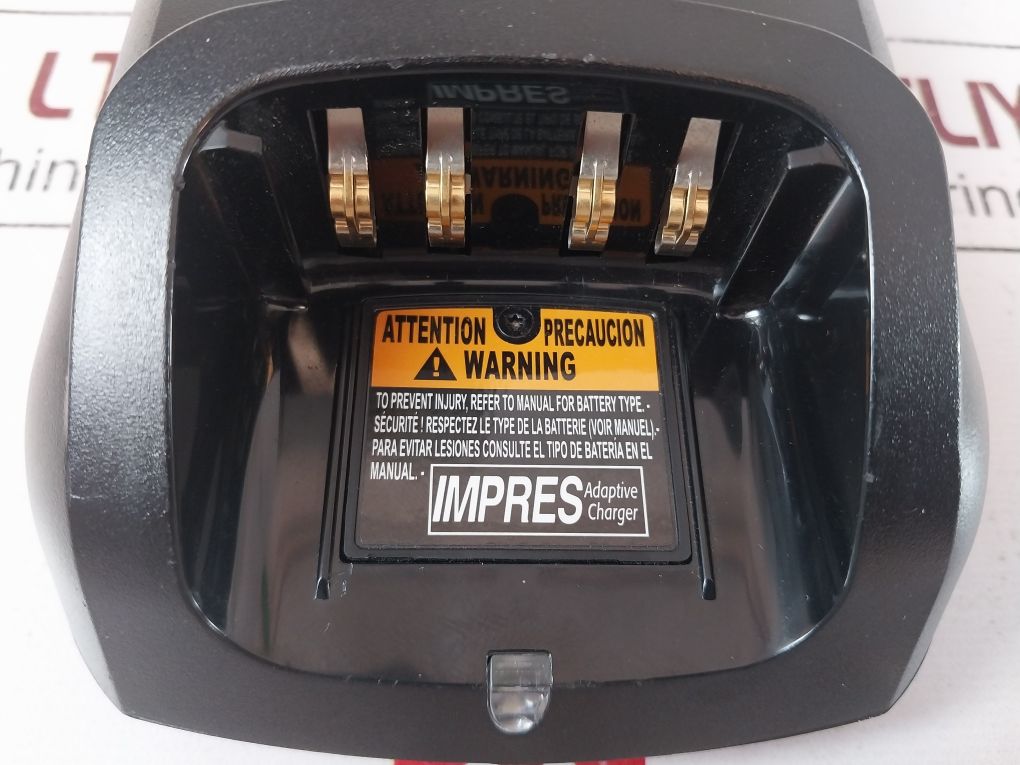 ATTENTION PRECAUCION
WARNING
TO PREVENT INJURY, REFER TO MANUAL FOR BATTERY TYPE. -
SÉCURITÉ ! RESPECTEZ LE TYPE DE LA BATTERIE (VOIR MANUEL).-
PARA EVITAR LESIONES CONSULTE EL TIPO DE BATERÍA EN EL
MANUAL. -
IMPRES Adaptive
Charger